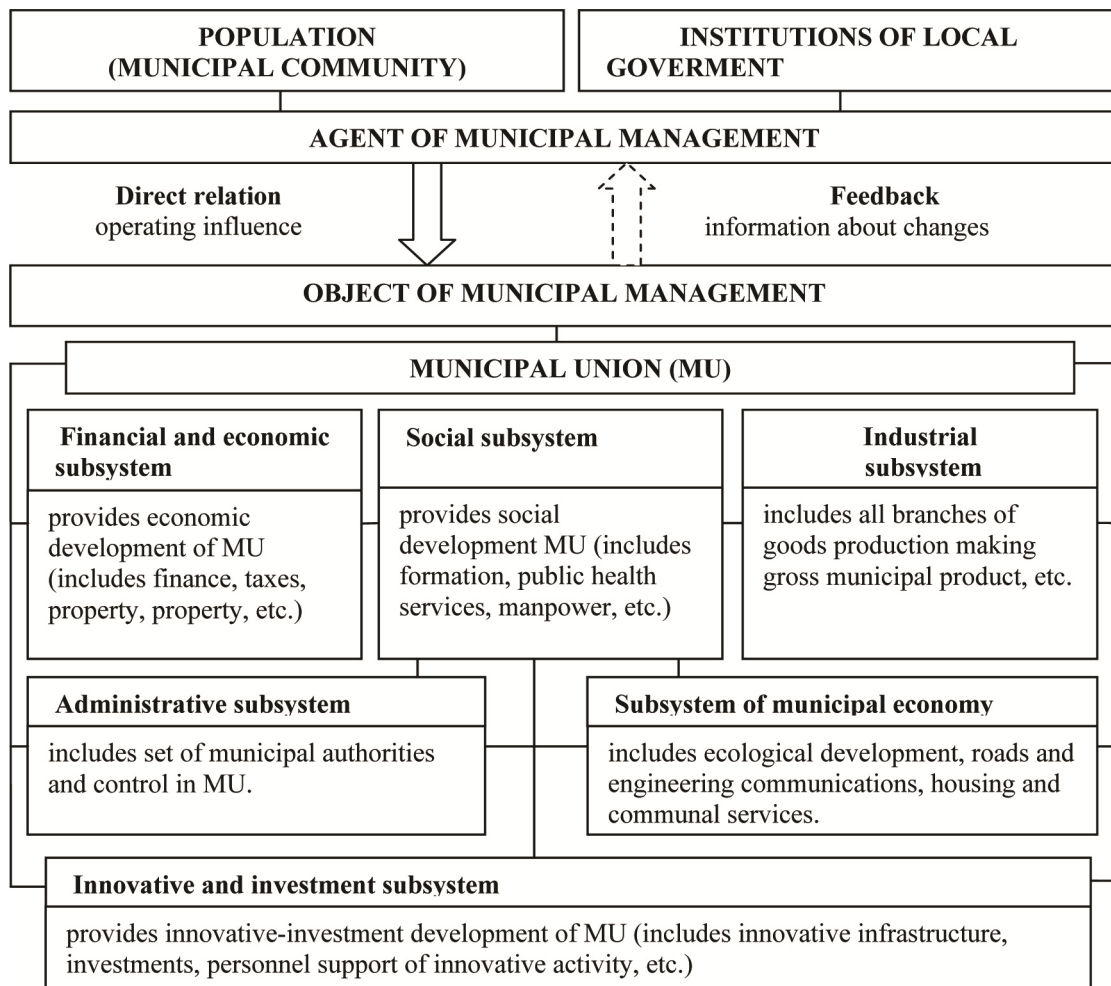 POPULATION
(MUNICIPAL COMMUNITY)
INSTITUTIONS OF LOCAL
GOVERMENT
AGENT OF MUNICIPAL MANAGEMENT
Direct relation
operating influence
Feedback
information about changes
OBJECT OF MUNICIPAL MANAGEMENT
MUNICIPAL UNION (MU)
Financial and economic
subsystem
provides economic
development of MU
(includes finance, taxes,
property, property, etc.)
Social subsystem
provides social
development MU (includes
formation, public health
services, manpower, etc.)
Industrial
subsystem
includes all branches of
goods production making
gross municipal product, etc.
Administrative subsystem
includes set of municipal authorities
and control in MU.
Subsystem of municipal economy
includes ecological development, roads and
engineering communications, housing and
communal services.
Innovative and investment subsystem
provides innovative-investment development of MU (includes innovative infrastructure,
investments, personnel support of innovative activity, etc.)